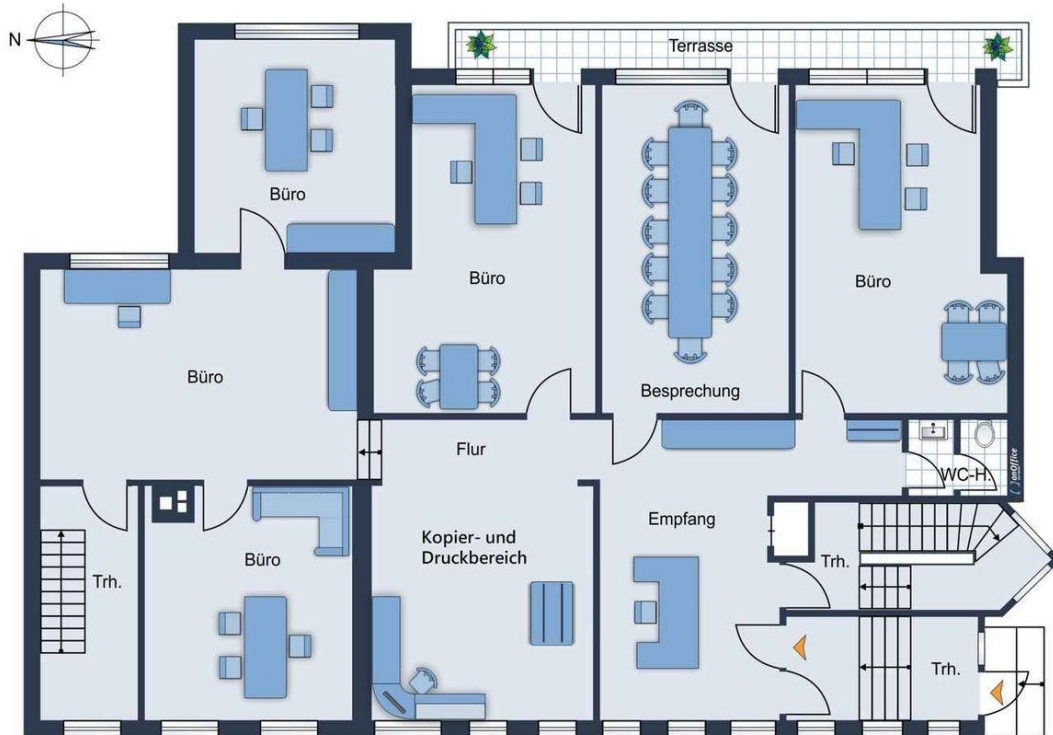 N
Terrasse
Büro
Büro
Büro
Büro
Besprechung
Flur
WC-H.
onOffice
Kopier- und
Druckbereich
Empfang
Büro
Trh.
Trh.
Trh.